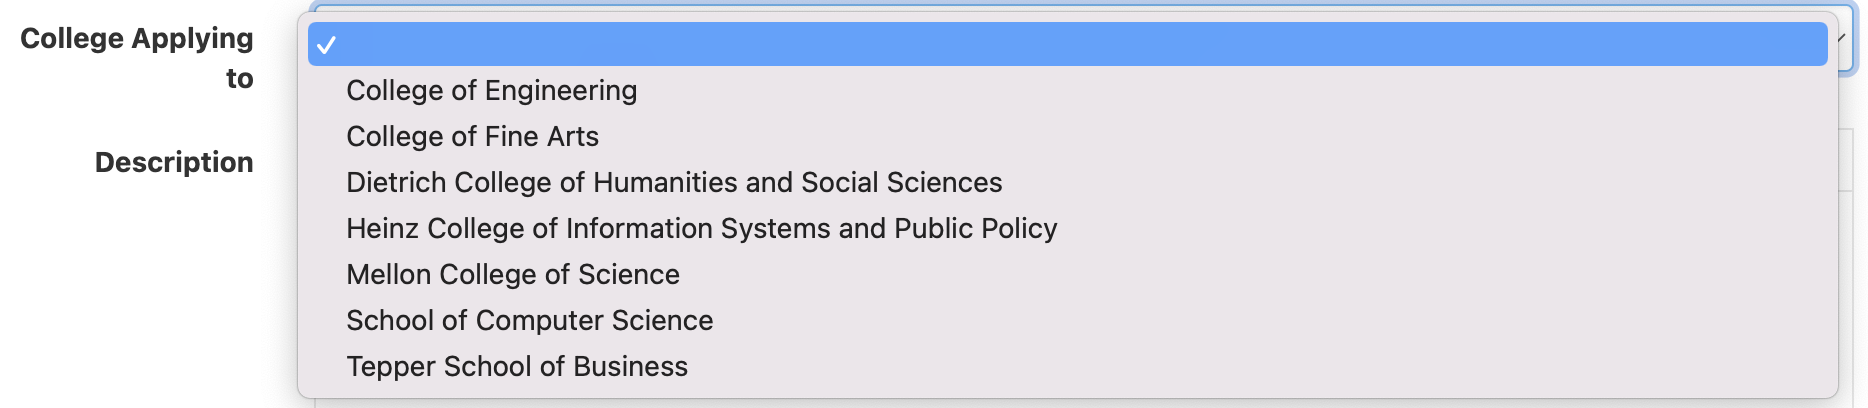 College Applying
to
College of Engineering
College of Fine Arts
Dietrich College of Humanities and Social Sciences
Heinz College of Information Systems and Public Policy
Mellon College of Science
School of Computer Science
Tepper School of Business
Description